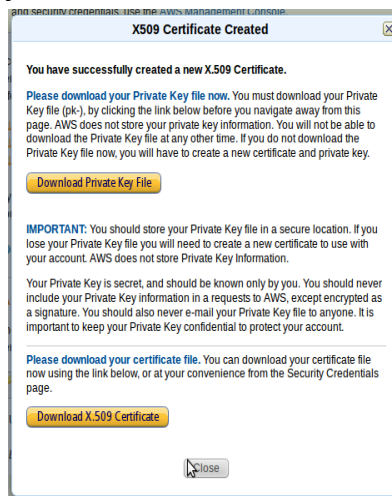 and security credentials, use the AWS Management Console.
X509 Certificate Created
You have successfully created a new X.509 Certificate.
Please download your Private Key file now. You must download your Private
Key file (pk-), by clicking the link below before you navigate away from this
page. AWS does not store your private key information. You will not be able to
download the Private Key file at any other time. If you do not download the
Private Key file now, you will have to create a new certificate and private key.
Download Private Key File
IMPORTANT: You should store your Private Key file in a secure location. If you
lose your Private Key file you will need to create a new certificate to use with
your account. AWS does not store Private Key Information.
Your Private Key is secret, and should be known only by you. You should never
include your Private Key information in a requests to AWS, except encrypted as
a signature. You should also never e-mail your Private Key file to anyone. It is
important to keep your Private Key confidential to protect your account.
Please download your certificate file. You can download your certificate file
now using the link below, or at your convenience from the Security Credentials
page.
Download X.509 Certificate
Close